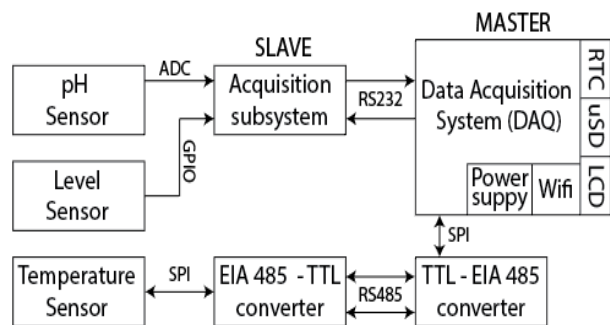 MASTER
SLAVE
pH
Sensor
ADC
Acquisition
subsystem
RS232
Data Acquisition
System (DAQ)
RTC
uSD
LCD
Power
suppy
Wifi
Level
Sensor
GPIO
SPI
Temperature
Sensor
SPI
EIA 485 - TTL
converter
RS485
TTL - EIA 485
converter